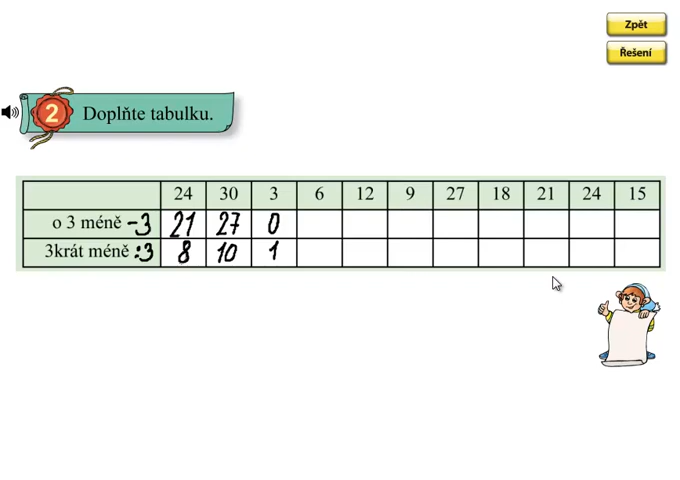 Zpět
Řešení
2 Doplňte tabulku.
24 30 3 6 12 9 27 18 21 24 15
o 3 méně -3 21 27 0
3krát méně :3 8 10 1